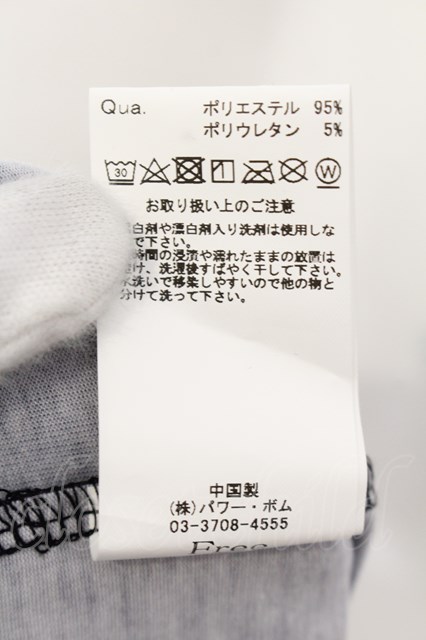 Qua. ポリエステル 95%
ポリウレタン 5%
30 W
お取り扱い上のご注意
白剤や漂白剤入り洗剤は使用しな
で下さい。
時間の浸漬や濡れたままの放置は
け、洗濯後すばやく干して下さい。
水洗いで移染しやすいので他の物と
分けて洗って下さい。
中国製
(株)パワー・ボム
03-3708-4555
Free